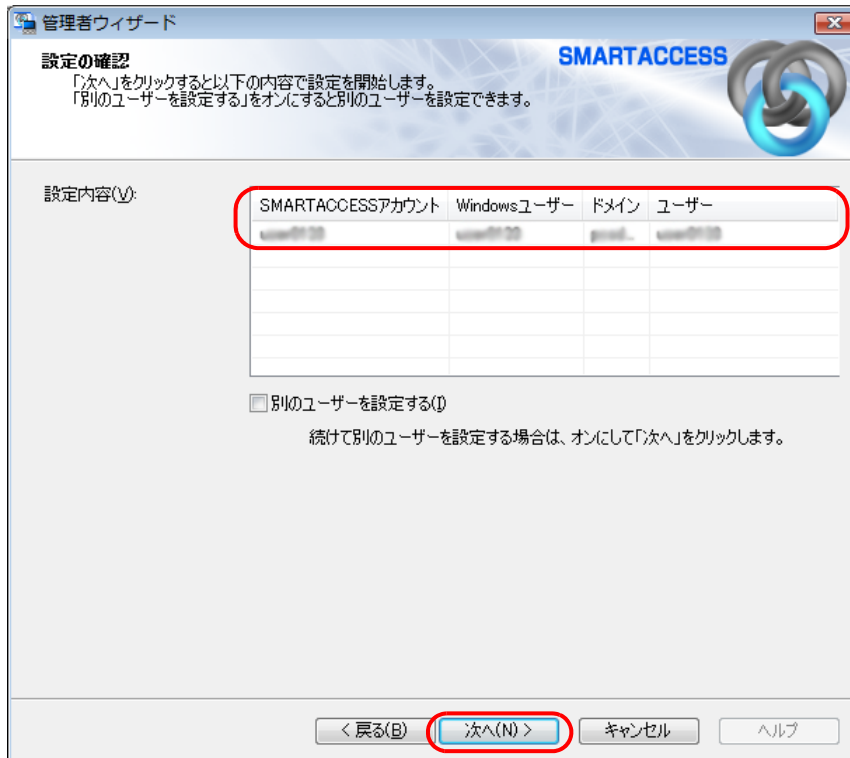 管理者ウィザード
設定の確認
SMARTACCESS
「次へ」をクリックすると以下の内容で設定を開始します。
「別のユーザーを設定する」をオンにすると別のユーザーを設定できます。
設定内容(V):
SMARTACCESSアカウント Windowsユーザー ドメイン ユーザー
別のユーザーを設定する(I)
続けて別のユーザーを設定する場合は、オンにして「次へ」をクリックします。
< 戻る(B) 次へ(N) > キャンセル ヘルプ